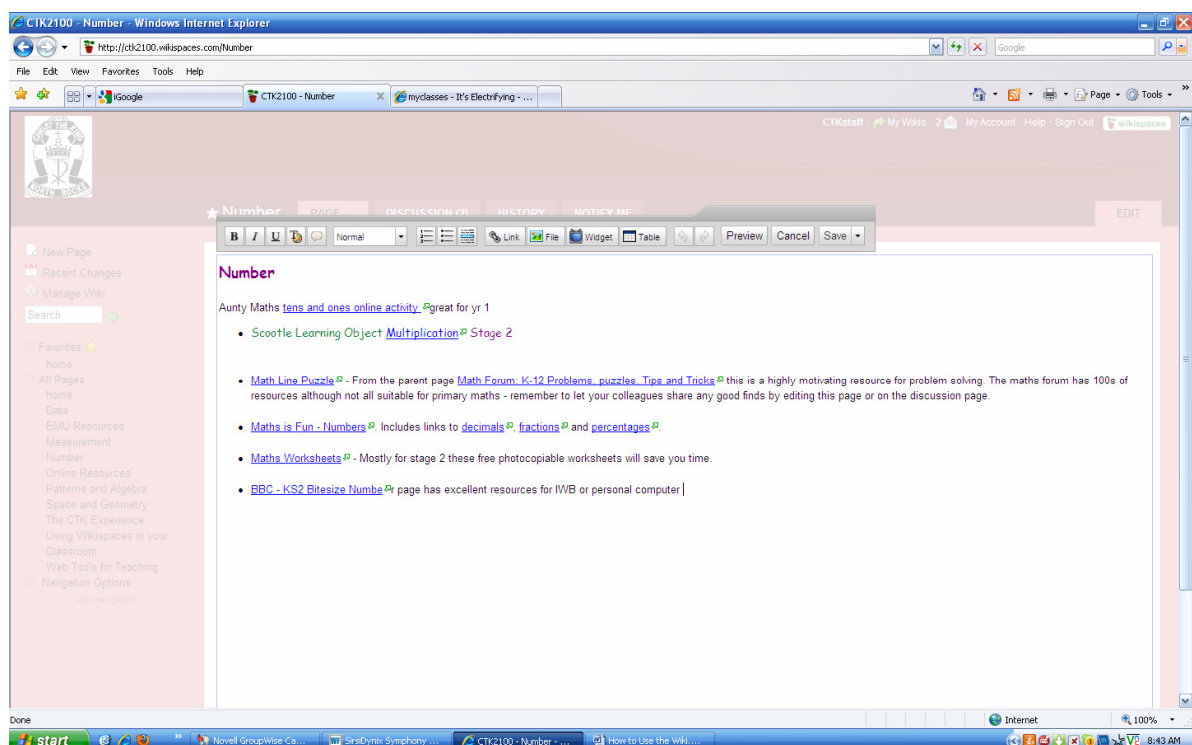 CTK2100 - Number - Windows Internet Explorer
http://ctk2100.wikispaces.com/Number
Google
File Edit View Favorites Tools Help
iGoogle
CTK2100 - Number
myclasses - It's Electrifying - ...
Page Tools
CTKstaff My Wikis 2 My Account Help Sign Out wikispaces
CHRIST THE KING
NORTH ROCKS
Number PAGE DISCUSSION (2) HISTORY NOTIFY ME EDIT
B I U T Normal Link File Widget Table Preview Cancel Save
New Page
Recent Changes
Manage Wiki
Search
Favorites
home
All Pages
home
Data
EMU Resources
Measurement
Number
Online Resources
Patterns and Algebra
Space and Geometry
The CTK Experience
Using Wikispaces in your
Classroom
Web Tools for Teaching
Navigation Options
edit navigation
Number
Aunty Maths tens and ones online activity great for yr 1
• Scootle Learning Object Multiplication Stage 2
• Math Line Puzzle - From the parent page Math Forum: K-12 Problems, puzzles, Tips and Tricks this is a highly motivating resource for problem solving. The maths forum has 100s of
resources although not all suitable for primary maths - remember to let your colleagues share any good finds by editing this page or on the discussion page.
• Maths is Fun - Numbers. Includes links to decimals, fractions and percentages.
• Maths Worksheets - Mostly for stage 2 these free photocopiable worksheets will save you time.
• BBC - KS2 Bitesize Number page has excellent resources for IWB or personal computer
Done
Internet
100%
start
Novell GroupWise Ca...
SirsiDynix Symphony ...
CTK2100 - Number - ...
How to Use the Wiki....
8:43 AM